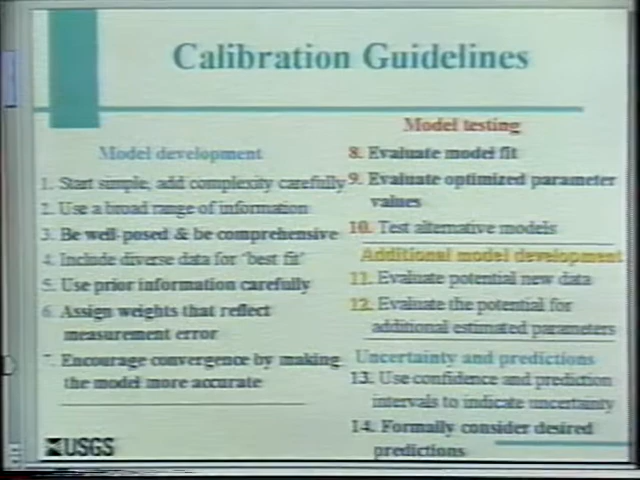 Calibration Guidelines
Model development
1. Start simple, add complexity carefully
2. Use a broad range of information
3. Be well-posed & be comprehensive
4. Include diverse data for 'best fit'
5. Use prior information carefully
6. Assign weights that reflect
measurement error
7. Encourage convergence by making
the model more accurate
Model testing
8. Evaluate model fit
9. Evaluate optimized parameter
values
10. Test alternative models
Additional model development
11. Evaluate potential new data
12. Evaluate the potential for
additional estimated parameters
Uncertainty and predictions
13. Use confidence and prediction
intervals to indicate uncertainty
14. Formally consider desired
predictions
USGS